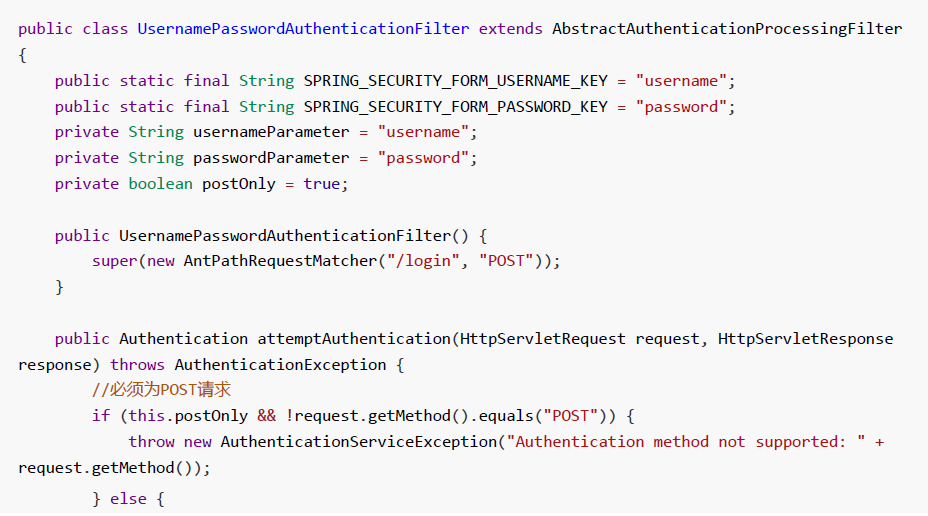 public class UsernamePasswordAuthenticationFilter extends AbstractAuthenticationProcessingFilter
{
    public static final String SPRING_SECURITY_FORM_USERNAME_KEY = "username";
    public static final String SPRING_SECURITY_FORM_PASSWORD_KEY = "password";
    private String usernameParameter = "username";
    private String passwordParameter = "password";
    private boolean postOnly = true;

    public UsernamePasswordAuthenticationFilter() {
        super(new AntPathRequestMatcher("/login", "POST"));
    }

    public Authentication attemptAuthentication(HttpServletRequest request, HttpServletResponse
response) throws AuthenticationException {
        //必须为POST请求
        if (this.postOnly && !request.getMethod().equals("POST")) {
            throw new AuthenticationServiceException("Authentication method not supported: " +
request.getMethod());
        } else {